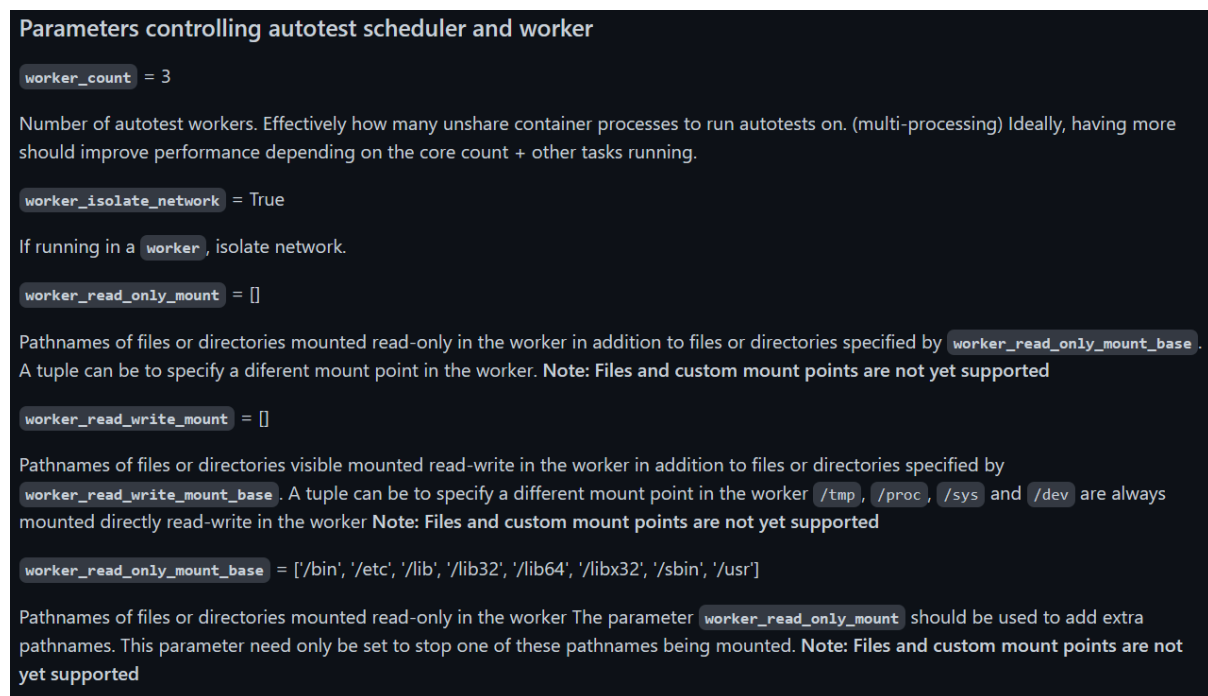 Parameters controlling autotest scheduler and worker
worker_count = 3
Number of autotest workers. Effectively how many unshare container processes to run autotests on. (multi-processing) Ideally, having more
should improve performance depending on the core count + other tasks running.
worker_isolate_network = True
If running in a worker, isolate network.
worker_read_only_mount = []
Pathnames of files or directories mounted read-only in the worker in addition to files or directories specified by worker_read_only_mount_base.
A tuple can be to specify a diferent mount point in the worker. Note: Files and custom mount points are not yet supported
worker_read_write_mount = []
Pathnames of files or directories visible mounted read-write in the worker in addition to files or directories specified by
worker_read_write_mount_base. A tuple can be to specify a different mount point in the worker /tmp, /proc, /sys and /dev are always
mounted directly read-write in the worker Note: Files and custom mount points are not yet supported
worker_read_only_mount_base = ['/bin', '/etc', '/lib', '/lib32', '/lib64', '/libx32', '/sbin', '/usr']
Pathnames of files or directories mounted read-only in the worker The parameter worker_read_only_mount should be used to add extra
pathnames. This parameter need only be set to stop one of these pathnames being mounted. Note: Files and custom mount points are not
yet supported